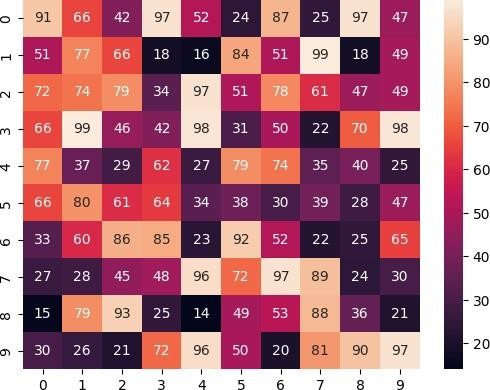 0 91 66 42 97 52 24 87 25 97 47
1 51 77 66 18 16 84 51 99 18 49
2 72 74 79 34 97 51 78 61 47 49
3 66 99 46 42 98 31 50 22 70 98
4 77 37 29 62 27 79 74 35 40 25
5 66 80 61 64 34 38 30 39 28 47
6 33 60 86 85 23 92 52 22 25 65
7 27 28 45 48 96 72 97 89 24 30
8 15 79 93 25 14 49 53 88 36 21
9 30 26 21 72 96 50 20 81 90 97
0 1 2 3 4 5 6 7 8 9
90
80
70
60
50
40
30
20